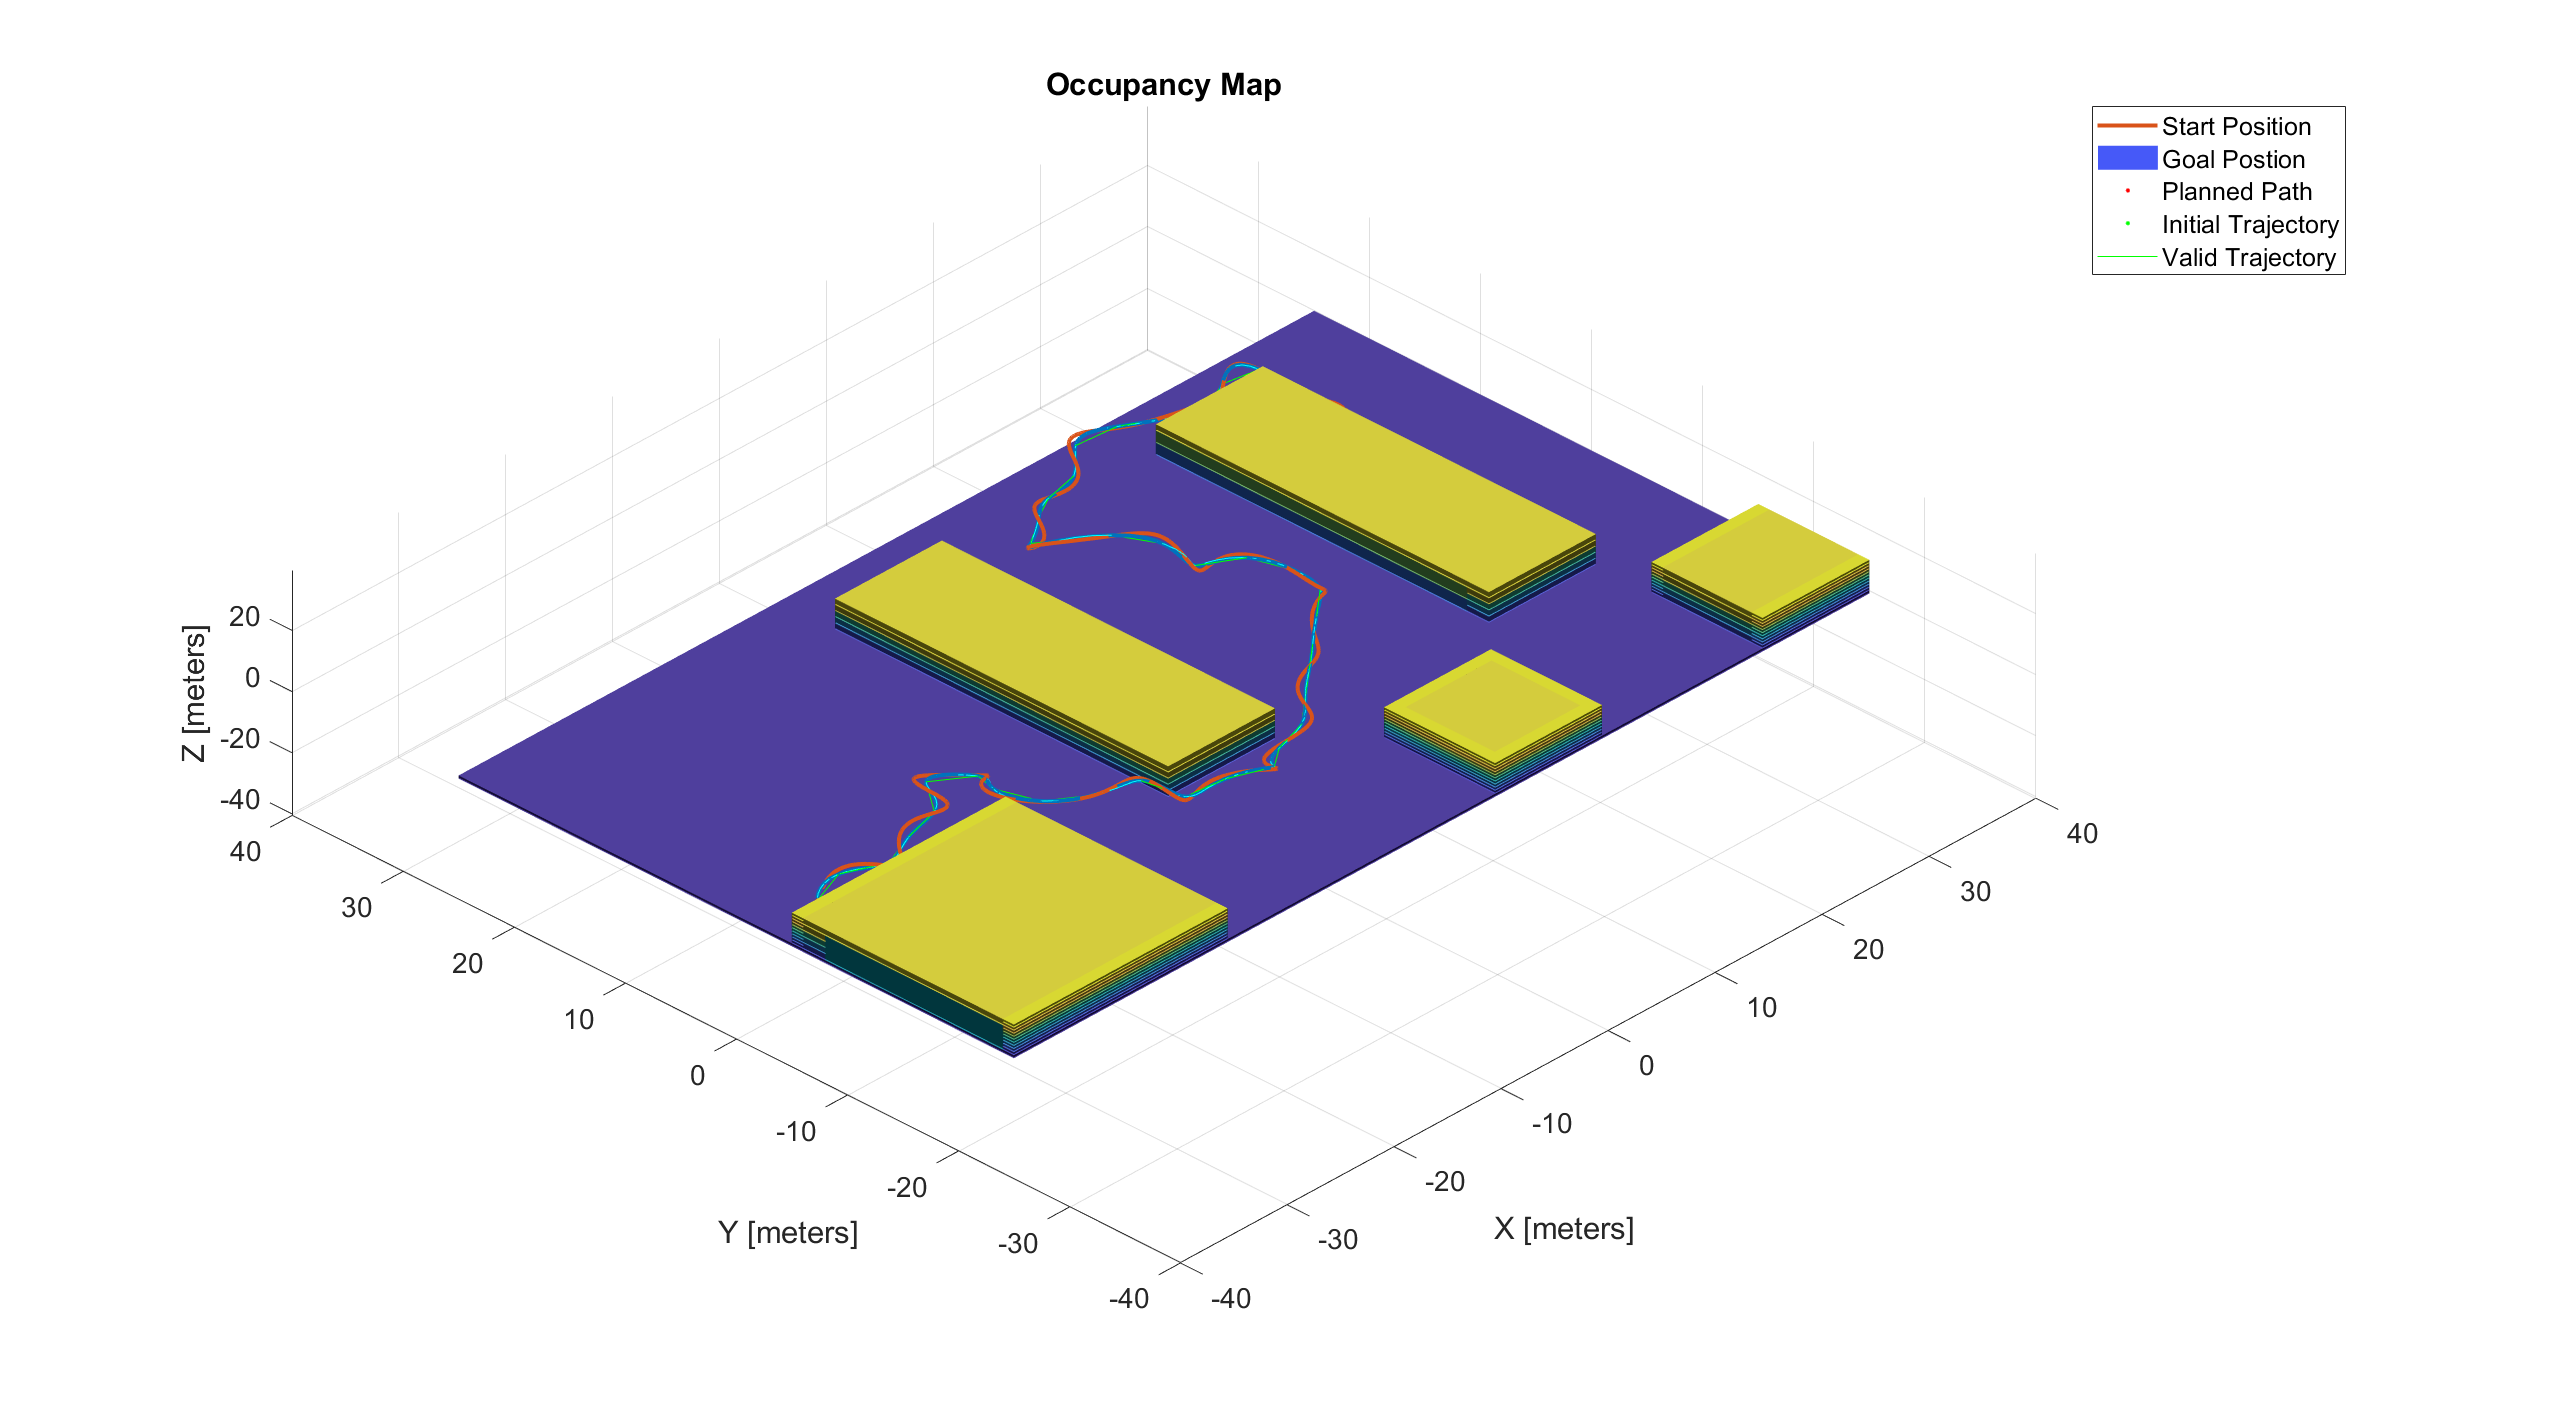 Occupancy Map
Start Position
Goal Postion
Planned Path
Initial Trajectory
Valid Trajectory
20
0
-20
-40
Z [meters]
40
30
20
10
0
-10
-20
-30
-40
Y [meters]
40
30
20
10
0
-10
-20
-30
-40
X [meters]